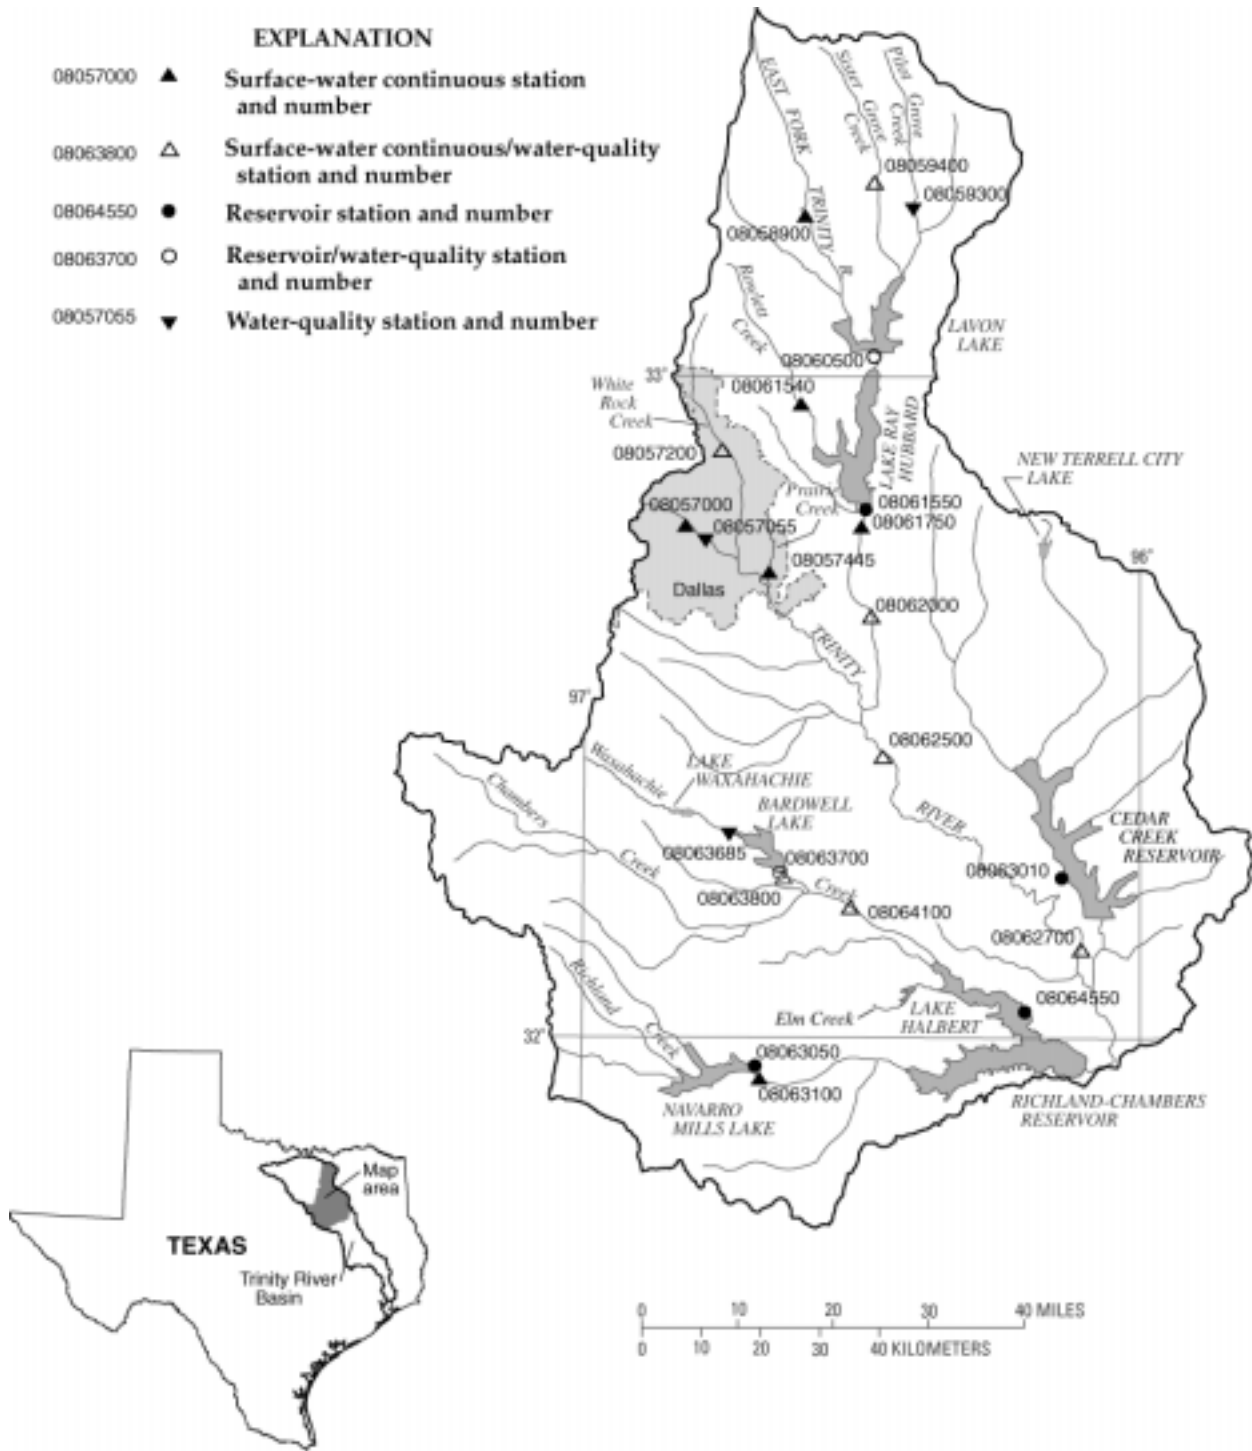 EXPLANATION
08057000 Surface-water continuous station
and number
08063800 Surface-water continuous/water-quality
station and number
08064550 Reservoir station and number
08063700 Reservoir/water-quality station
and number
08057055 Water-quality station and number
EAST FORK TRINITY R
Sister Grove Creek
Pilot Grove Creek
08059400
08059300
08058900
Rowlett Creek
LAVON
LAKE
08060500
33°
08061540
White
Rock
Creek
LAKE RAY
HUBBARD
08057200
NEW TERRELL CITY
LAKE
Prairie
Creek
08057000
08061550
08057055
08061750
96°
08057445
Dallas
08062000
TRINITY
97°
08062500
Waxahachie
LAKE
WAXAHACHIE
BARDWELL
LAKE
Chambers
RIVER
CEDAR
CREEK
RESERVOIR
08063685
08063700
08063010
Creek
08063800
Creek
08064100
08062700
Richland
08064550
Elm Creek
LAKE
HALBERT
32°
Creek
08063050
08063100
NAVARRO
MILLS LAKE
RICHLAND-CHAMBERS
RESERVOIR
Map
area
TEXAS
Trinity River
Basin
0 10 20 30 40 MILES
0 10 20 30 40 KILOMETERS